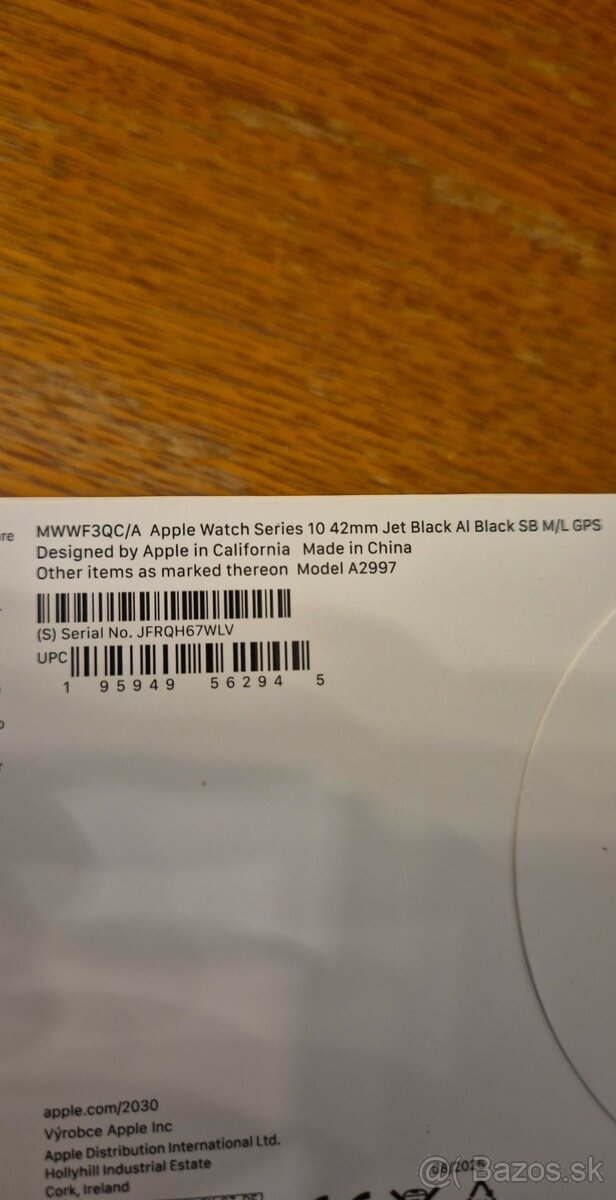 MWWF3QC/A Apple Watch Series 10 42mm Jet Black Al Black SB M/L GPS
Designed by Apple in California Made in China
Other items as marked thereon Model A2997
(S) Serial No. JFRQH67WLV
UPC
1 95949 56294 5
apple.com/2030
Výrobce Apple Inc
Apple Distribution International Ltd.
Hollyhill Industrial Estate
Cork, Ireland
08/2025
@( Bazos.sk